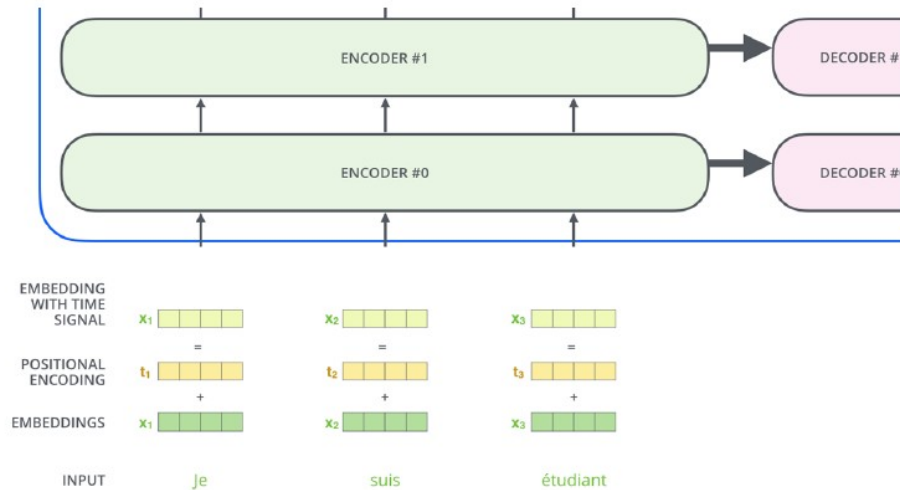 ENCODER #1
DECODER #
ENCODER #0
DECODER #
EMBEDDING
WITH TIME
SIGNAL
x1
x2
x3
=
=
=
POSITIONAL
ENCODING
t1
t2
t3
+
+
+
EMBEDDINGS
x1
x2
x3
INPUT
Je
suis
étudiant